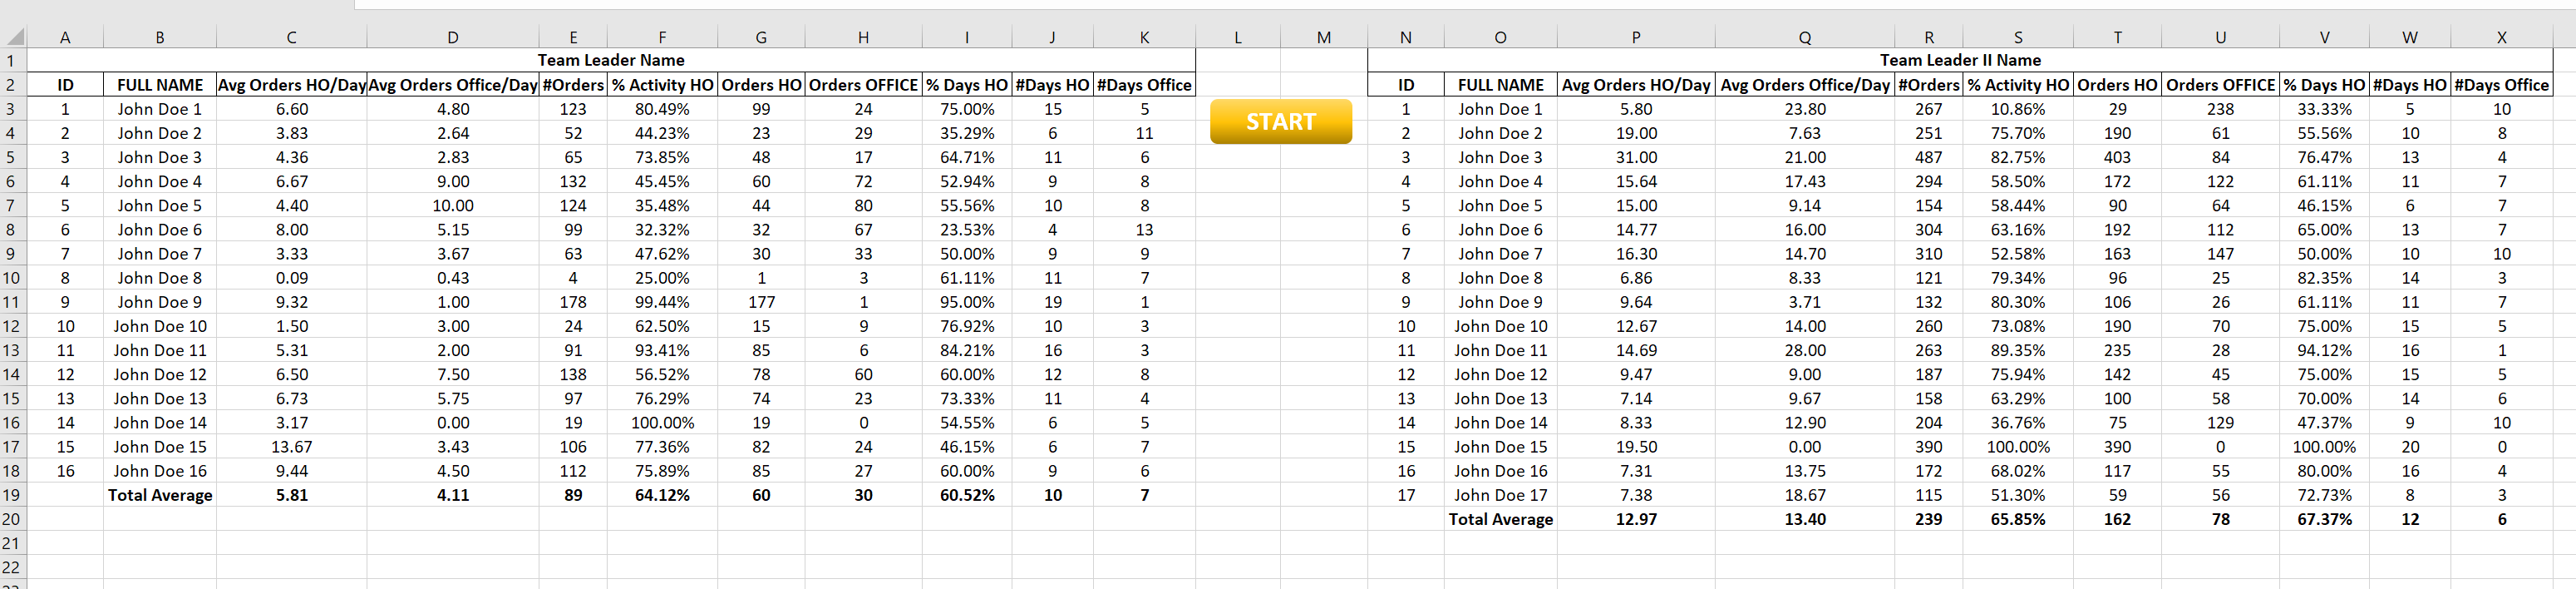 A B C D E F G H I J K L M N O P Q R S T U V W X
1 Team Leader Name Team Leader II Name
2 ID FULL NAME Avg Orders HO/Day Avg Orders Office/Day #Orders % Activity HO Orders HO Orders OFFICE % Days HO #Days HO #Days Office ID FULL NAME Avg Orders HO/Day Avg Orders Office/Day #Orders % Activity HO Orders HO Orders OFFICE % Days HO #Days HO #Days Office
3 1 John Doe 1 6.60 4.80 123 80.49% 99 24 75.00% 15 5 1 John Doe 1 5.80 23.80 267 10.86% 29 238 33.33% 5 10
START
4 2 John Doe 2 3.83 2.64 52 44.23% 23 29 35.29% 6 11 2 John Doe 2 19.00 7.63 251 75.70% 190 61 55.56% 10 8
5 3 John Doe 3 4.36 2.83 65 73.85% 48 17 64.71% 11 6 3 John Doe 3 31.00 21.00 487 82.75% 403 84 76.47% 13 4
6 4 John Doe 4 6.67 9.00 132 45.45% 60 72 52.94% 9 8 4 John Doe 4 15.64 17.43 294 58.50% 172 122 61.11% 11 7
7 5 John Doe 5 4.40 10.00 124 35.48% 44 80 55.56% 10 8 5 John Doe 5 15.00 9.14 154 58.44% 90 64 46.15% 6 7
8 6 John Doe 6 8.00 5.15 99 32.32% 32 67 23.53% 4 13 6 John Doe 6 14.77 16.00 304 63.16% 192 112 65.00% 13 7
9 7 John Doe 7 3.33 3.67 63 47.62% 30 33 50.00% 9 9 7 John Doe 7 16.30 14.70 310 52.58% 163 147 50.00% 10 10
10 8 John Doe 8 0.09 0.43 4 25.00% 1 3 61.11% 11 7 8 John Doe 8 6.86 8.33 121 79.34% 96 25 82.35% 14 3
11 9 John Doe 9 9.32 1.00 178 99.44% 177 1 95.00% 19 1 9 John Doe 9 9.64 3.71 132 80.30% 106 26 61.11% 11 7
12 10 John Doe 10 1.50 3.00 24 62.50% 15 9 76.92% 10 3 10 John Doe 10 12.67 14.00 260 73.08% 190 70 75.00% 15 5
13 11 John Doe 11 5.31 2.00 91 93.41% 85 6 84.21% 16 3 11 John Doe 11 14.69 28.00 263 89.35% 235 28 94.12% 16 1
14 12 John Doe 12 6.50 7.50 138 56.52% 78 60 60.00% 12 8 12 John Doe 12 9.47 9.00 187 75.94% 142 45 75.00% 15 5
15 13 John Doe 13 6.73 5.75 97 76.29% 74 23 73.33% 11 4 13 John Doe 13 7.14 9.67 158 63.29% 100 58 70.00% 14 6
16 14 John Doe 14 3.17 0.00 19 100.00% 19 0 54.55% 6 5 14 John Doe 14 8.33 12.90 204 36.76% 75 129 47.37% 9 10
17 15 John Doe 15 13.67 3.43 106 77.36% 82 24 46.15% 6 7 15 John Doe 15 19.50 0.00 390 100.00% 390 0 100.00% 20 0
18 16 John Doe 16 9.44 4.50 112 75.89% 85 27 60.00% 9 6 16 John Doe 16 7.31 13.75 172 68.02% 117 55 80.00% 16 4
19 Total Average 5.81 4.11 89 64.12% 60 30 60.52% 10 7 17 John Doe 17 7.38 18.67 115 51.30% 59 56 72.73% 8 3
20 Total Average 12.97 13.40 239 65.85% 162 78 67.37% 12 6
21
22